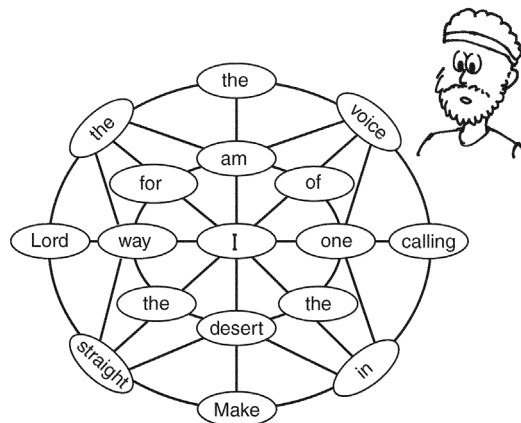 the
the
voice
am
for
of
Lord
way
I
one
calling
the
the
desert
straight
in
Make